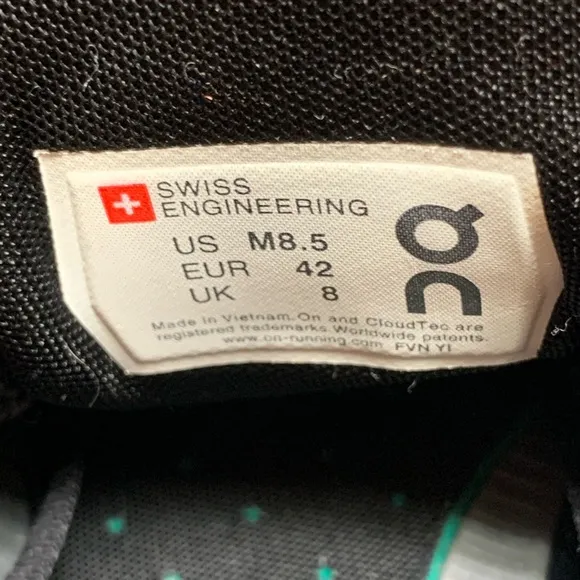 SWISS
ENGINEERING
US M8.5
EUR 42
UK 8
Made in Vietnam. On and CloudTec are
registered trademarks. Worldwide patents.
www.on-running.com FVN YI